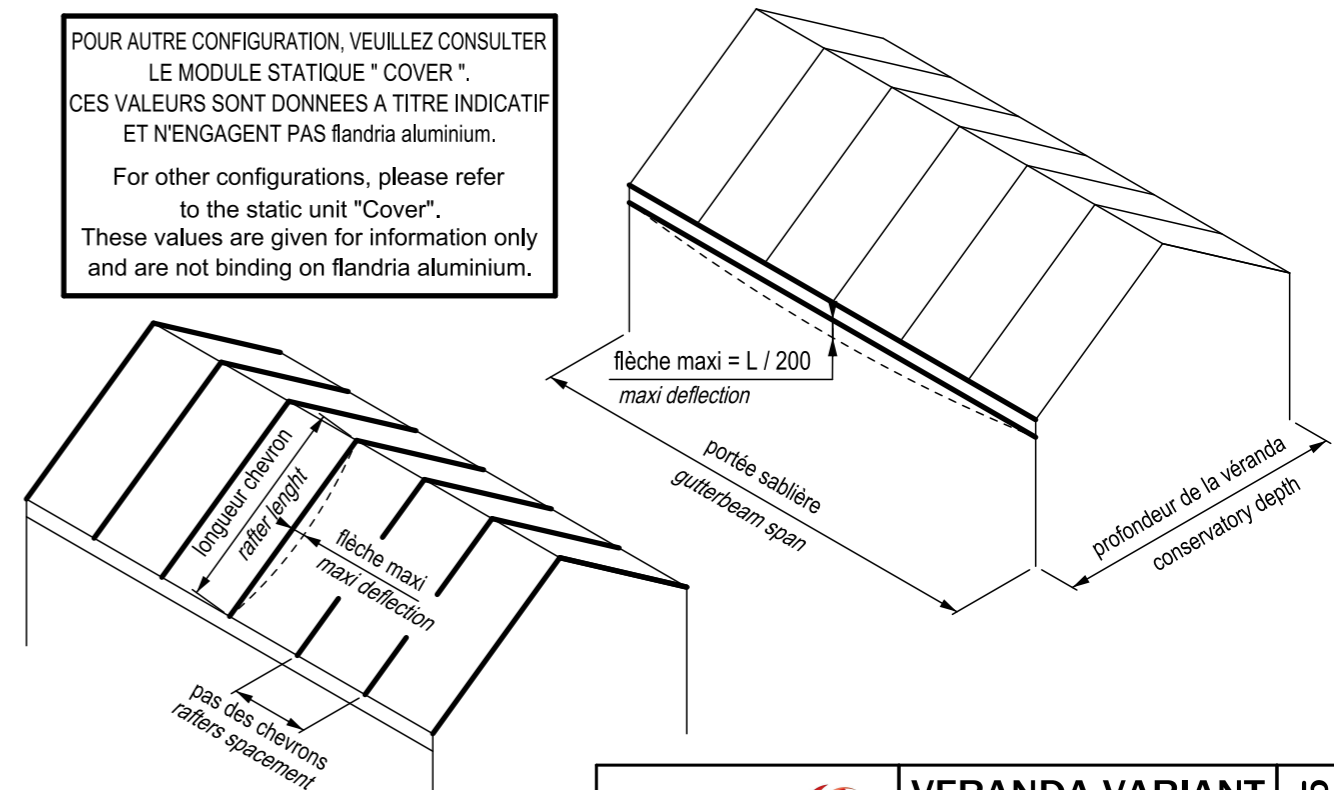 POUR AUTRE CONFIGURATION, VEUILLEZ CONSULTER
LE MODULE STATIQUE " COVER ".
CES VALEURS SONT DONNEES A TITRE INDICATIF
ET N'ENGAGENT PAS flandria aluminium.
For other configurations, please refer
to the static unit "Cover".
These values are given for information only
and are not binding on flandria aluminium.
flèche maxi = L / 200
maxi deflection
portée sablière
gutterbeam span
profondeur de la véranda
conservatory depth
longueur chevron
rafter lenght
flèche maxi
maxi deflection
pas des chevrons
rafters spacement
VERANDA VARIANT